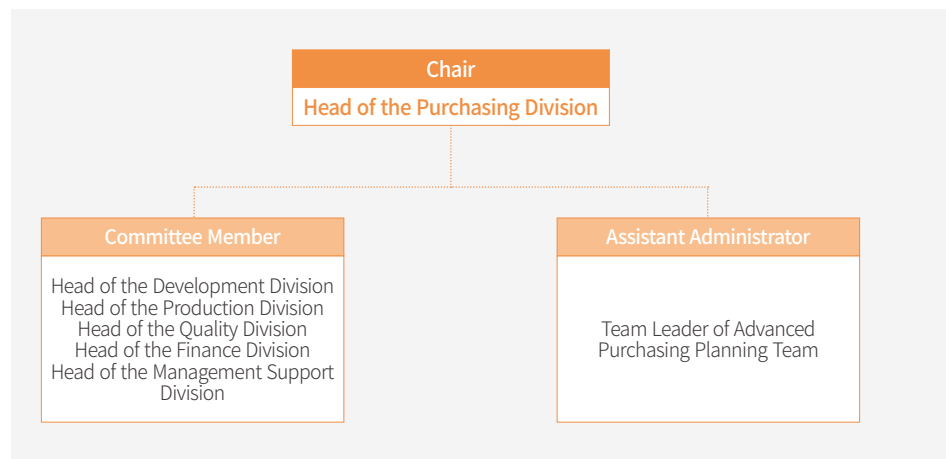 Chair
Head of the Purchasing Division
Committee Member
Head of the Development Division
Head of the Production Division
Head of the Quality Division
Head of the Finance Division
Head of the Management Support
Division
Assistant Administrator
Team Leader of Advanced
Purchasing Planning Team